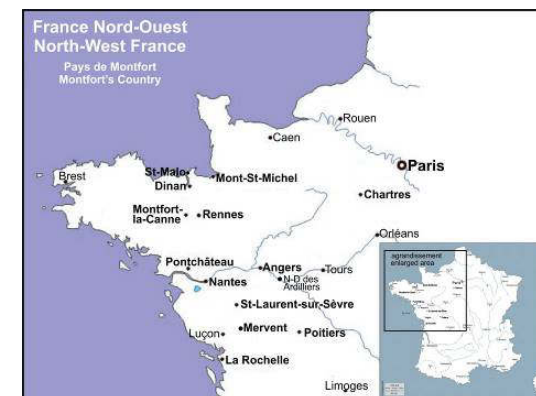 France Nord-Ouest
North-West France
Pays de Montfort
Montfort's Country
Rouen
Caen
Paris
St-Malo
Mont-St-Michel
Brest
Dinan
Chartres
Montfort-
la-Canne
Rennes
Orléans
agrandissement
enlarged area
Pontchâteau
Angers
Tours
N-D des
Ardilliers
Nantes
St-Laurent-sur-Sèvre
Luçon
Mervent
Poitiers
La Rochelle
Limoges